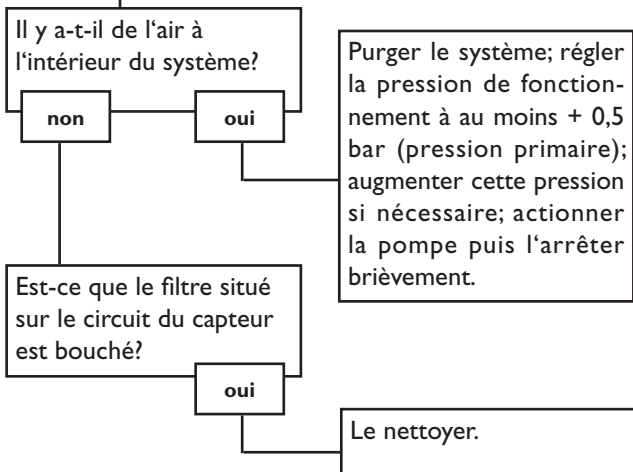 Il y a-t-il de l‘air à
l‘intérieur du système?
non
oui
Purger le système; régler
la pression de fonction-
nement à au moins + 0,5
bar (pression primaire);
augmenter cette pression
si nécessaire; actionner
la pompe puis l‘arrêter
brièvement.
Est-ce que le filtre situé
sur le circuit du capteur
est bouché?
oui
Le nettoyer.